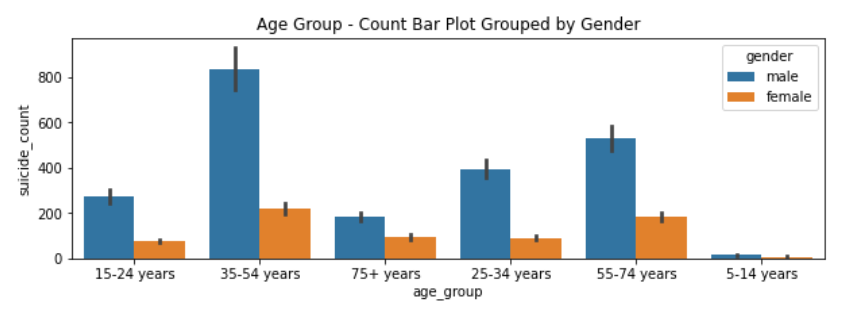 Age Group - Count Bar Plot Grouped by Gender
gender
male
female
suicide_count
800
600
400
200
0
15-24 years
35-54 years
75+ years
25-34 years
55-74 years
5-14 years
age_group